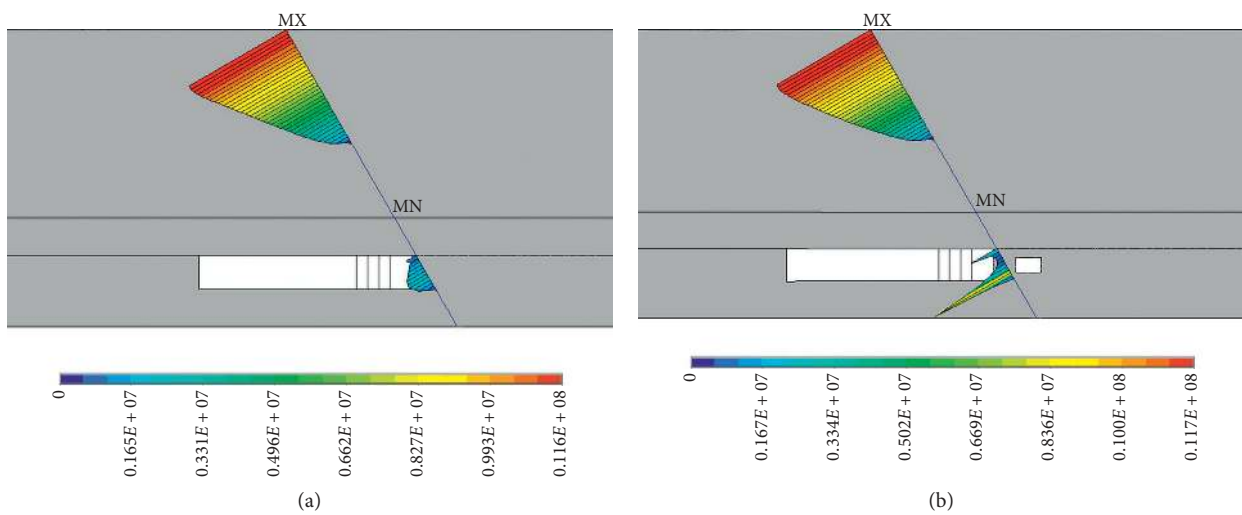 MX
MN
0
0.165E + 07
0.331E + 07
0.496E + 07
0.662E + 07
0.827E + 07
0.993E + 07
0.116E + 08
(a)
MX
MN
0
0.167E + 07
0.334E + 07
0.502E + 07
0.669E + 07
0.836E + 07
0.100E + 08
0.117E + 08
(b)